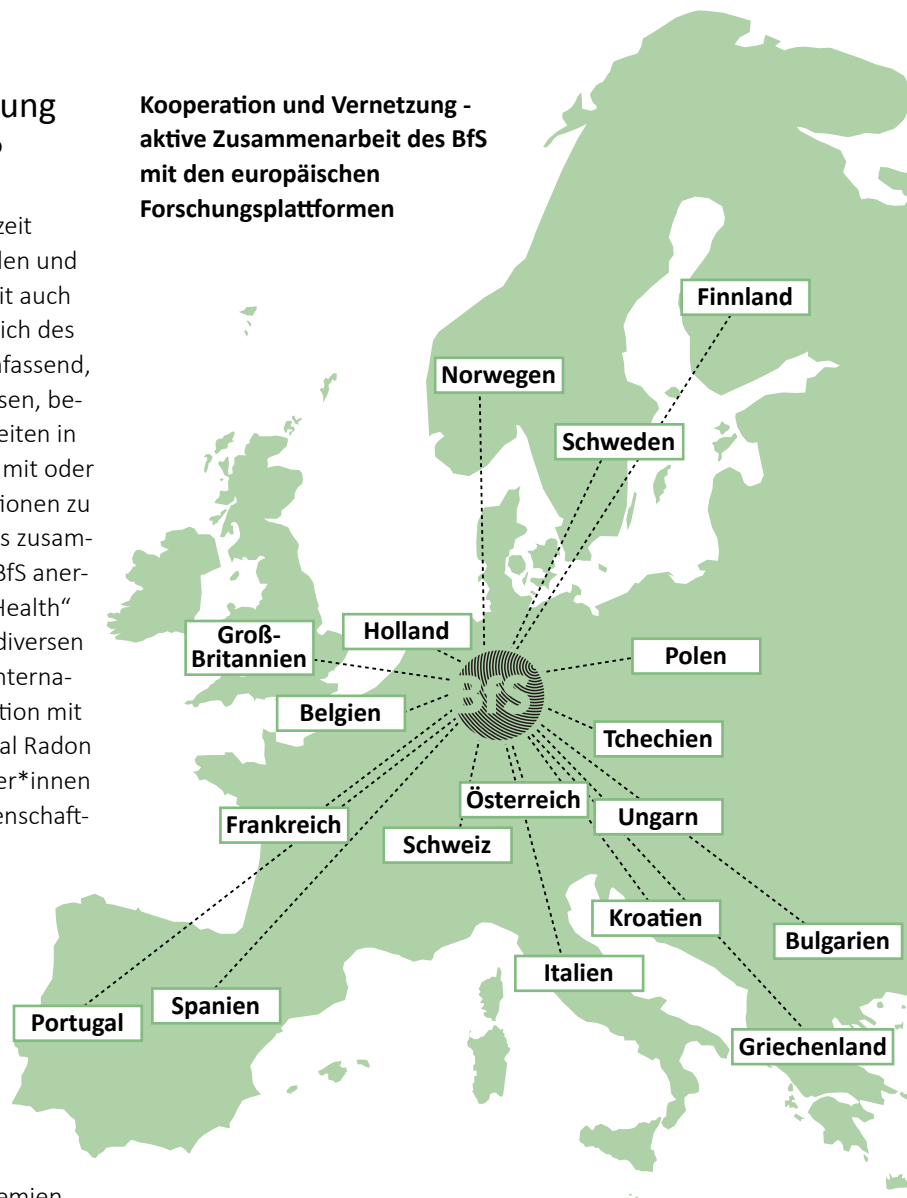 ung
zeit
len und
it auch
ich des
fassend,
sen, be-
eiten in
mit oder
ionen zu
s zusam-
BfS aner-
Health“
diversen
nterna-
tion mit
al Radon
er*innen
enschaft-
emien
Kooperation und Vernetzung -
aktive Zusammenarbeit des BfS
mit den europäischen
Forschungsplattformen
Finnland
Norwegen
Schweden
Groß-
Britannien
Holland
Polen
BfS
Belgien
Tchechien
Österreich
Frankreich
Ungarn
Schweiz
Kroatien
Bulgarien
Italien
Spanien
Portugal
Griechenland